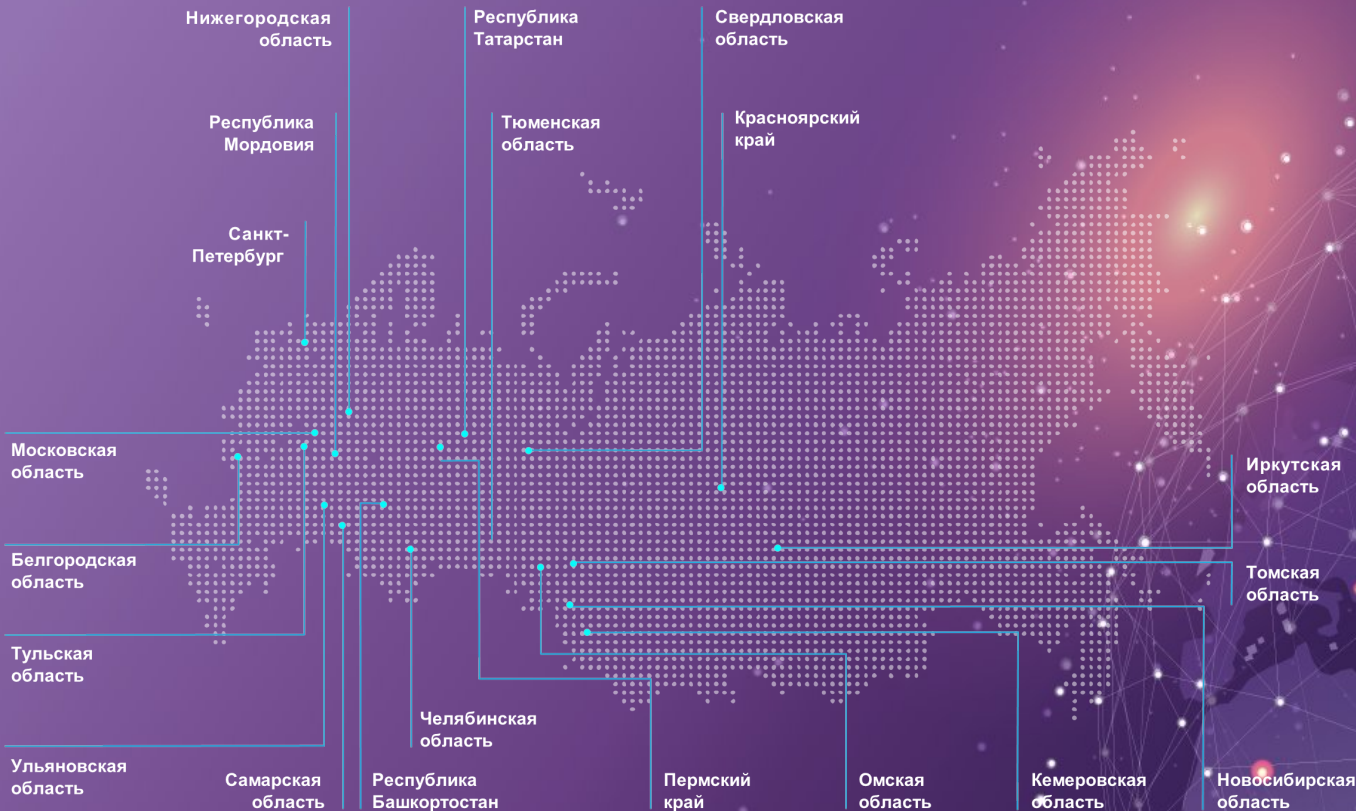 Нижегородская
область
Республика
Татарстан
Свердловская
область
Республика
Мордовия
Тюменская
область
Красноярский
край
Санкт-
Петербург
Московская
область
Иркутская
область
Белгородская
область
Томская
область
Тульская
область
Челябинская
область
Ульяновская
область
Самарская
область
Республика
Башкортостан
Пермский
край
Омская
область
Кемеровская
область
Новосибирская
область